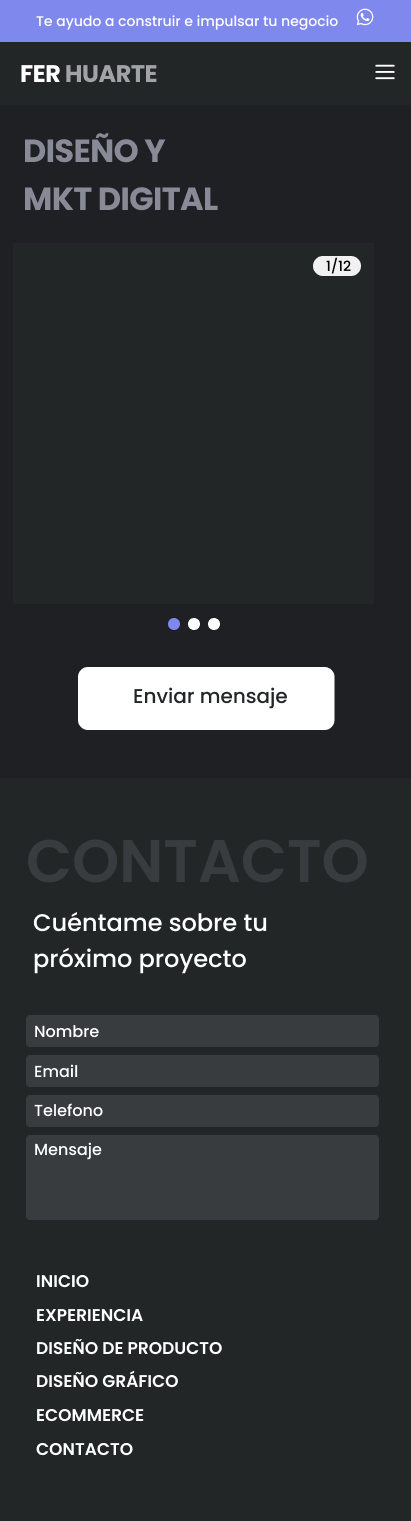 Te ayudo a construir e impulsar tu negocio
FER HUARTE
DISEÑO Y
MKT DIGITAL
1/12
Enviar mensaje
CONTACTO
Cuéntame sobre tu
próximo proyecto
Nombre
Email
Telefono
Mensaje
INICIO
EXPERIENCIA
DISEÑO DE PRODUCTO
DISEÑO GRÁFICO
ECOMMERCE
CONTACTO